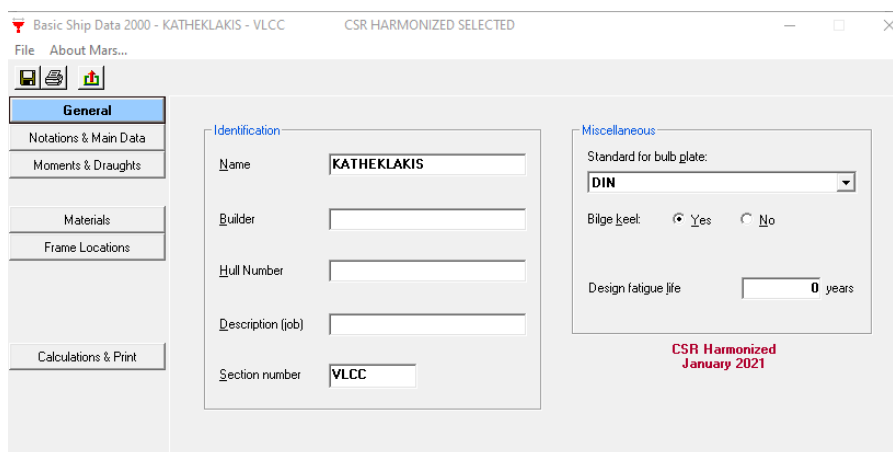 Basic Ship Data 2000 - KATHEKLAKIS - VLCC CSR HARMONIZED SELECTED
File About Mars...
General
Notations & Main Data
Moments & Draughts
Materials
Frame Locations
Calculations & Print
Identification
Name KATHEKLAKIS
Builder
Hull Number
Description (job)
Section number VLCC
Miscellaneous
Standard for bulb plate:
DIN
Bilge keel: Yes No
Design fatigue life 0 years
CSR Harmonized
January 2021